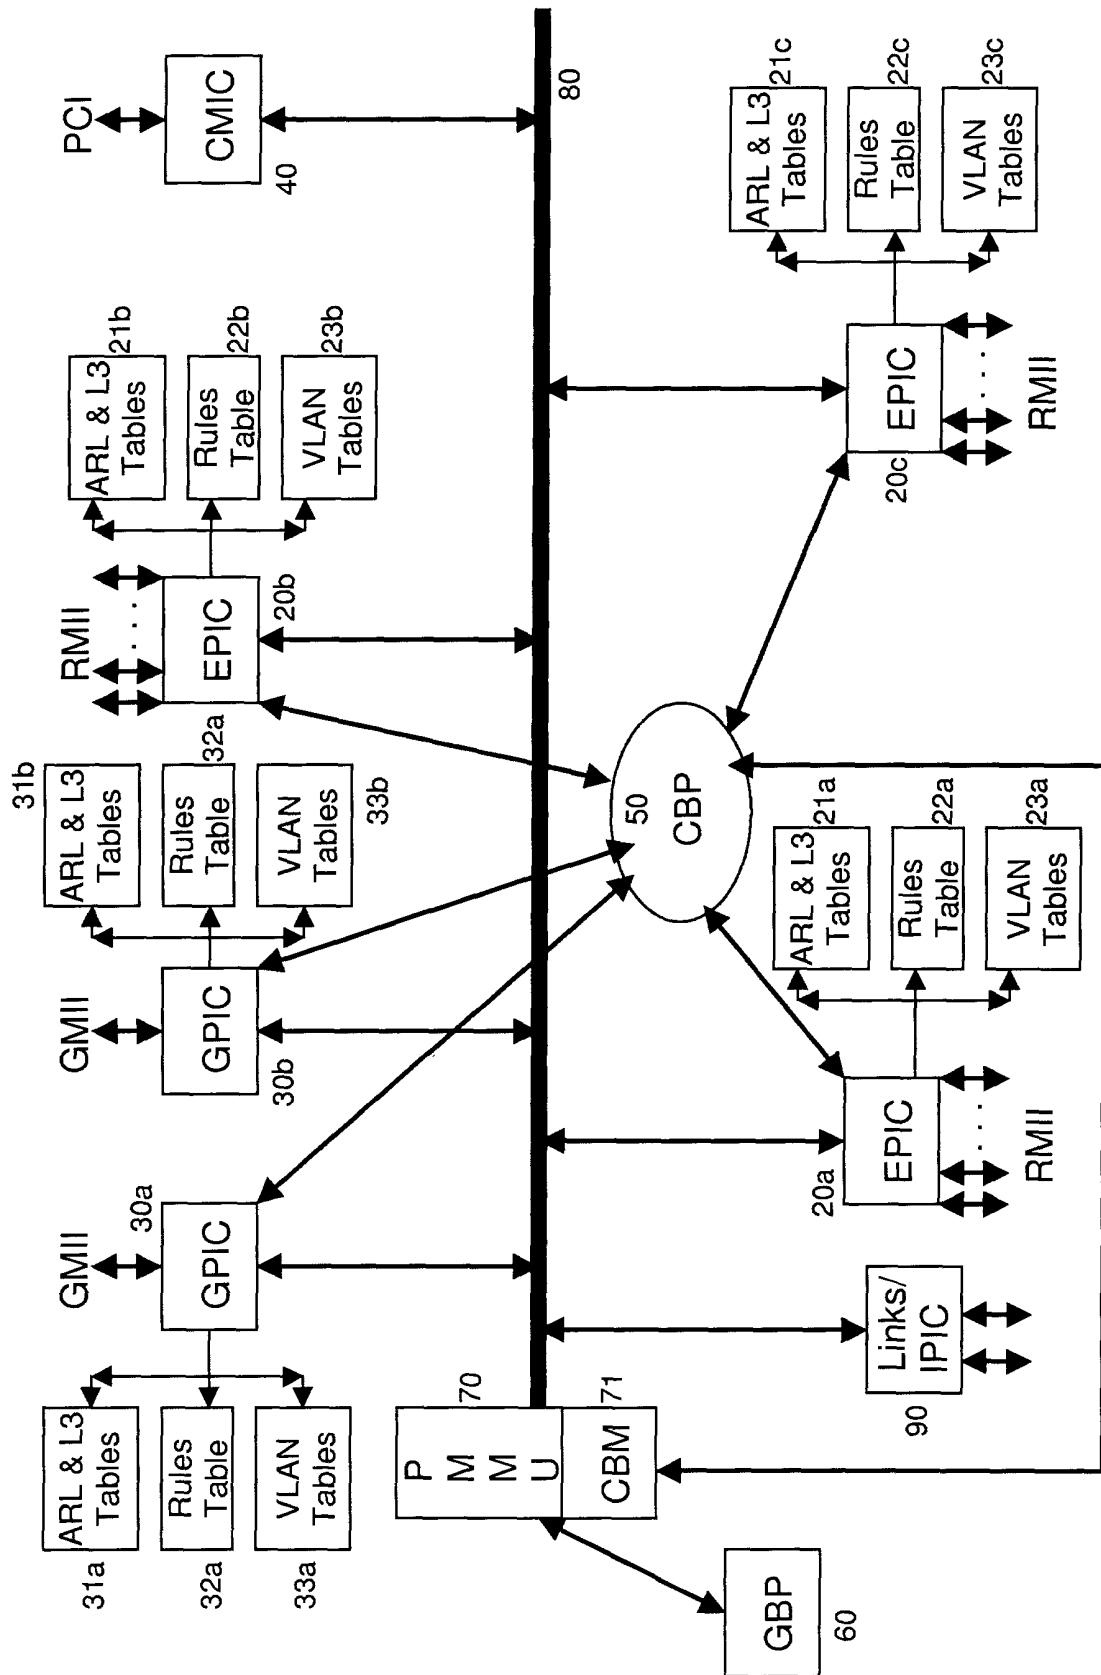 31a
ARL & L3
Tables
32a
Rules
Table
33a
VLAN
Tables
GMII
30a
GPIC
GMII
GPIC
30b
31b
ARL & L3
Tables
Rules
Table
32a
VLAN
Tables
33b
RMII
. . . .
EPIC
20b
ARL & L3
Tables
21b
Rules
Table
22b
VLAN
Tables
23b
PCI
CMIC
40
P
M
M
U
70
CBM
71
80
GBP
60
50
CBP
Links/
IPIC
90
20a
EPIC
. . . .
RMII
ARL & L3
Tables
21a
Rules
Table
22a
VLAN
Tables
23a
EPIC
20c
. . . .
RMII
ARL & L3
Tables
21c
Rules
Table
22c
VLAN
Tables
23c